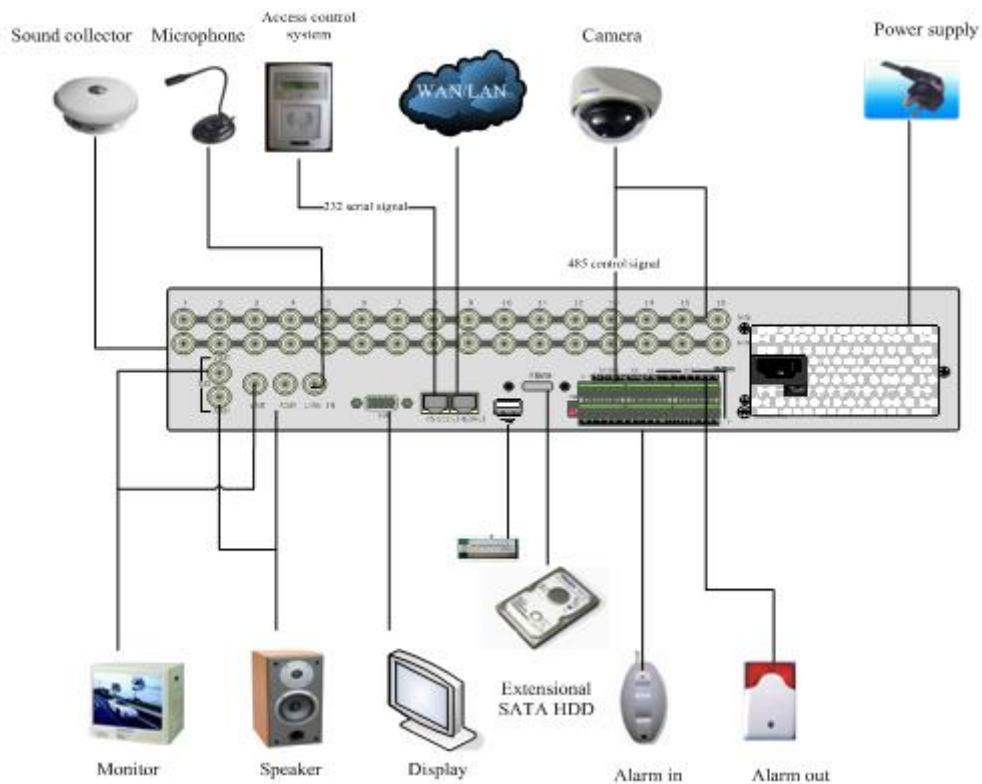 Access control
system
Sound collector
Microphone
Camera
Power supply
WAN/LAN
232 serial signal
485 control signal
1
3
4
5
6
7
8
9
10
11
12
13
14
15
16
LINE IN
Extensional
SATA HDD
Monitor
Speaker
Display
Alarm in
Alarm out